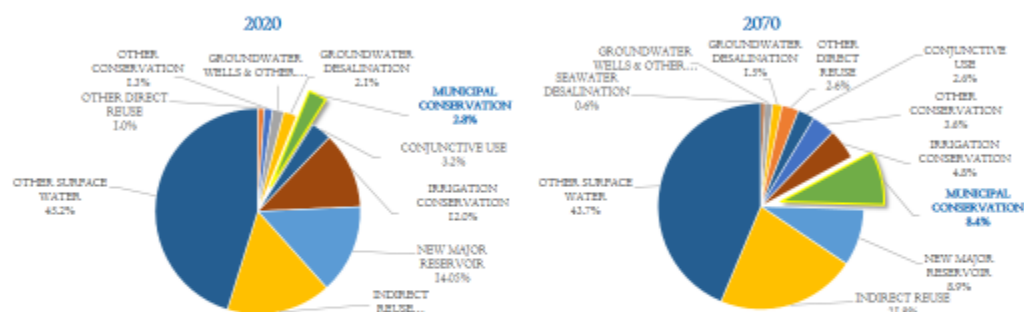 2020
OTHER
CONSERVATION
1.3%
GROUNDWATER
WELLS & OTHER...
GROUNDWATER
DESALINATION
2.1%
OTHER DIRECT
REUSE
1.0%
MUNICIPAL
CONSERVATION
2.8%
CONJUNCTIVE USE
3.2%
OTHER SURFACE
WATER
45.2%
IRRIGATION
CONSERVATION
12.0%
NEW MAJOR
RESERVOIR
14.05%
INDIRECT
REUSE...
2070
GROUNDWATER
WELLS & OTHER...
GROUNDWATER
DESALINATION
1.5%
OTHER
DIRECT
REUSE
2.6%
CONJUNCTIVE
USE
2.6%
SEAWATER
DESALINATION
0.6%
OTHER
CONSERVATION
3.6%
IRRIGATION
CONSERVATION
4.8%
OTHER SURFACE
WATER
43.7%
MUNICIPAL
CONSERVATION
8.4%
NEW MAJOR
RESERVOIR
8.9%
INDIRECT REUSE